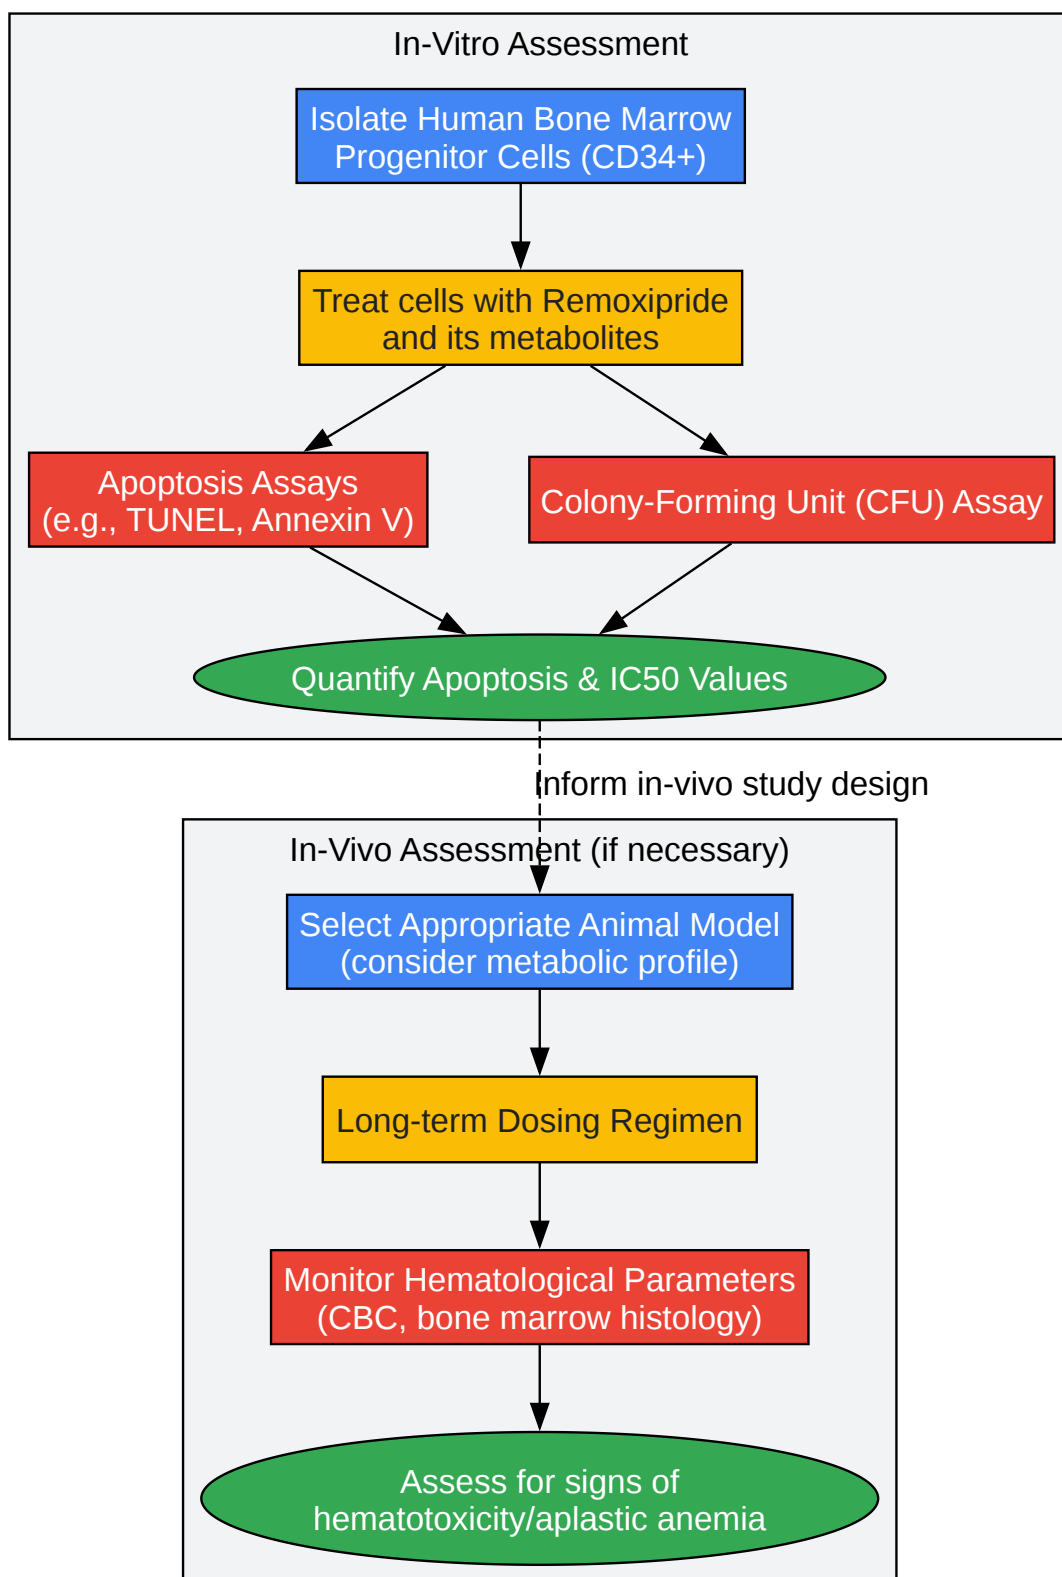 In-Vitro Assessment
Isolate Human Bone Marrow
Progenitor Cells (CD34+)
Treat cells with Remoxipride
and its metabolites
Apoptosis Assays
(e.g., TUNEL, Annexin V)
Colony-Forming Unit (CFU) Assay
Quantify Apoptosis & IC50 Values
Inform in-vivo study design
In-Vivo Assessment (if necessary)
Select Appropriate Animal Model
(consider metabolic profile)
Long-term Dosing Regimen
Monitor Hematological Parameters
(CBC, bone marrow histology)
Assess for signs of
hematotoxicity/aplastic anemia